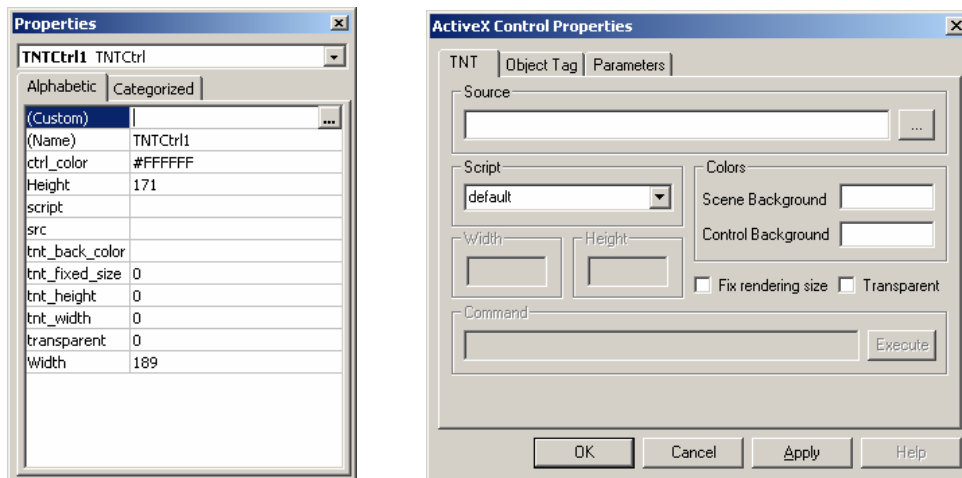 Properties
TNTCtrl1 TNTCtrl
Alphabetic Categorized
(Custom) ...
(Name) TNTCtrl1
ctrl_color #FFFFFF
Height 171
script
src
tnt_back_color
tnt_fixed_size 0
tnt_height 0
tnt_width 0
transparent 0
Width 189
ActiveX Control Properties
TNT Object Tag Parameters
Source
...
Script Colors
default
Scene Background
Control Background
Width Height
Fix rendering size Transparent
Command
Execute
OK Cancel Apply Help